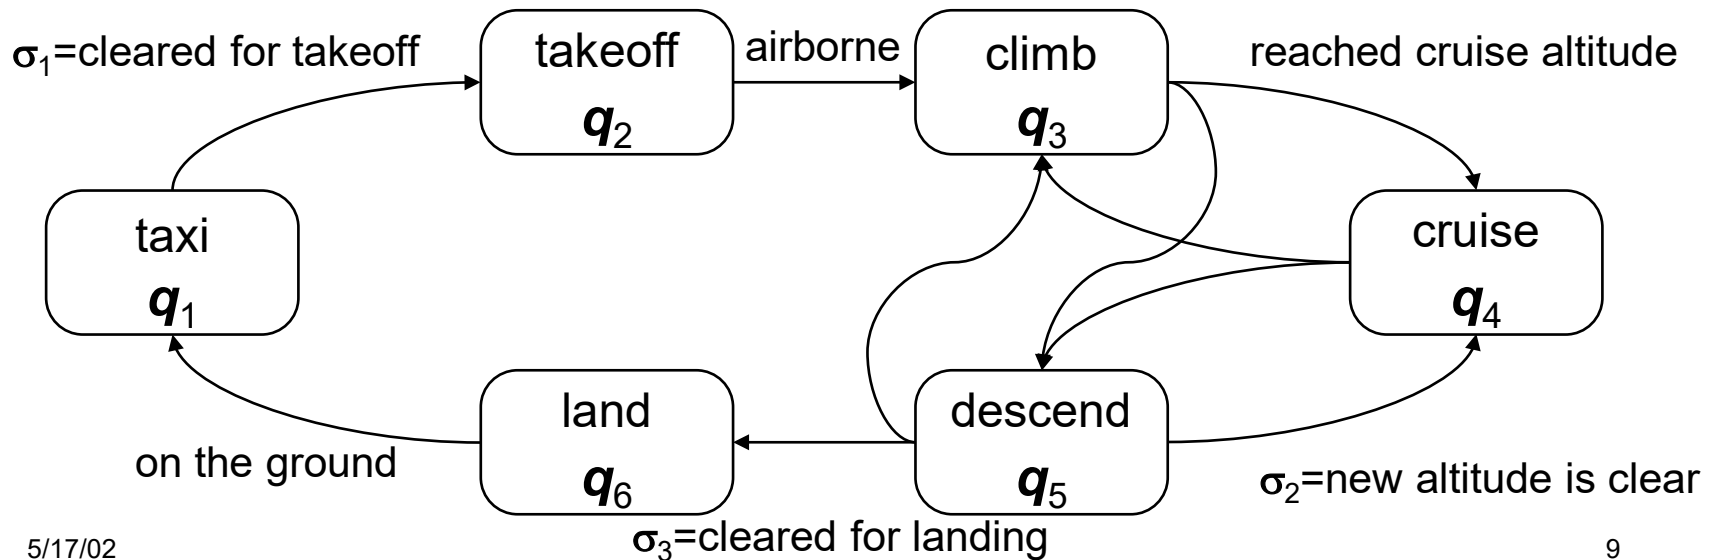 σ₁=cleared for takeoff
takeoff
q₂
airborne
climb
q₃
reached cruise altitude
taxi
q₁
cruise
q₄
land
q₆
descend
q₅
on the ground
σ₂=new altitude is clear
σ₃=cleared for landing
5/17/02
9